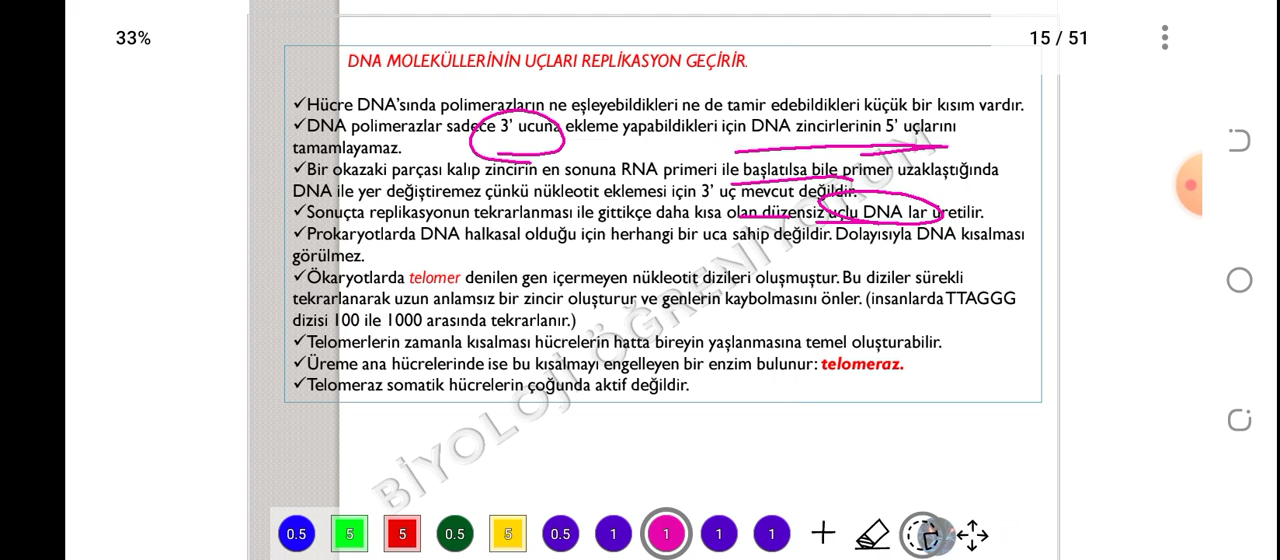 33%
15 / 51
DNA MOLEKÜLLERİNİN UÇLARI REPLİKASYON GEÇİRİR.
✓Hücre DNA'sında polimerazların ne eşleyebildikleri ne de tamir edebildikleri küçük bir kısım vardır.
✓DNA polimerazlar sadece 3' ucuna ekleme yapabildikleri için DNA zincirlerinin 5' uçlarını
tamamlayamaz.
✓Bir okazaki parçası kalıp zincirin en sonuna RNA primeri ile başlatılsa bile primer uzaklaştığında
DNA ile yer değiştiremez çünkü nükleotit eklemesi için 3' uç mevcut değildir.
✓Sonuçta replikasyonun tekrarlanması ile gittikçe daha kısa olan düzensiz uçlu DNA lar üretilir.
✓Prokaryotlarda DNA halkasal olduğu için herhangi bir uca sahip değildir. Dolayısıyla DNA kısalması
görülmez.
✓Ökaryotlarda telomer denilen gen içermeyen nükleotit dizileri oluşmuştur. Bu diziler sürekli
tekrarlanarak uzun anlamsız bir zincir oluşturur ve genlerin kaybolmasını önler. (insanlarda TTAGGG
dizisi 100 ile 1000 arasında tekrarlanır.)
✓Telomerlerin zamanla kısalması hücrelerin hatta bireyin yaşlanmasına temel oluşturabilir.
✓Üreme ana hücrelerinde ise bu kısalmayı engelleyen bir enzim bulunur: telomeraz.
✓Telomeraz somatik hücrelerin çoğunda aktif değildir.
BİYOLOJİ ÖĞRENİYORUM
0.5 5 5 0.5 5 0.5 1 1 1 1